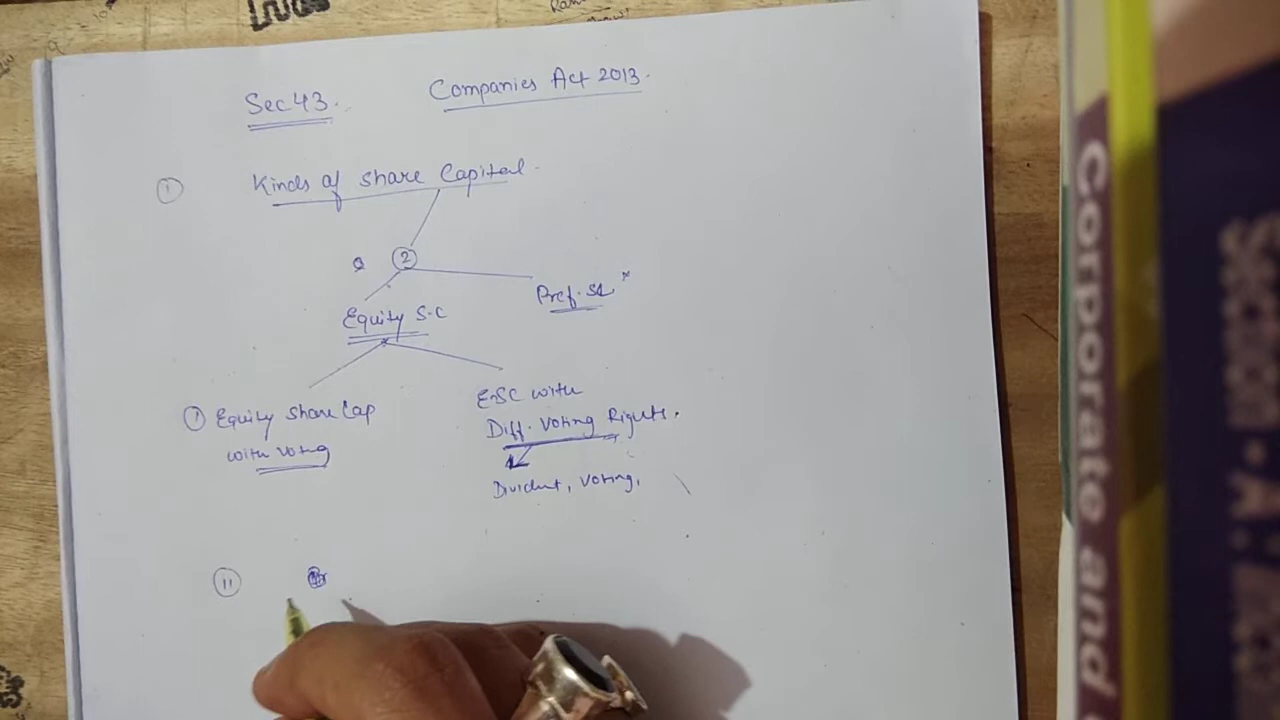 Sec 43. Companies Act 2013.
① Kinds of share Capital.
②
Equity S.C
Pref. S
① Equity Share Cap
with voting
E.SC with
Diff. Voting Rights.
Dividend, Voting,
⑪
Corporate and